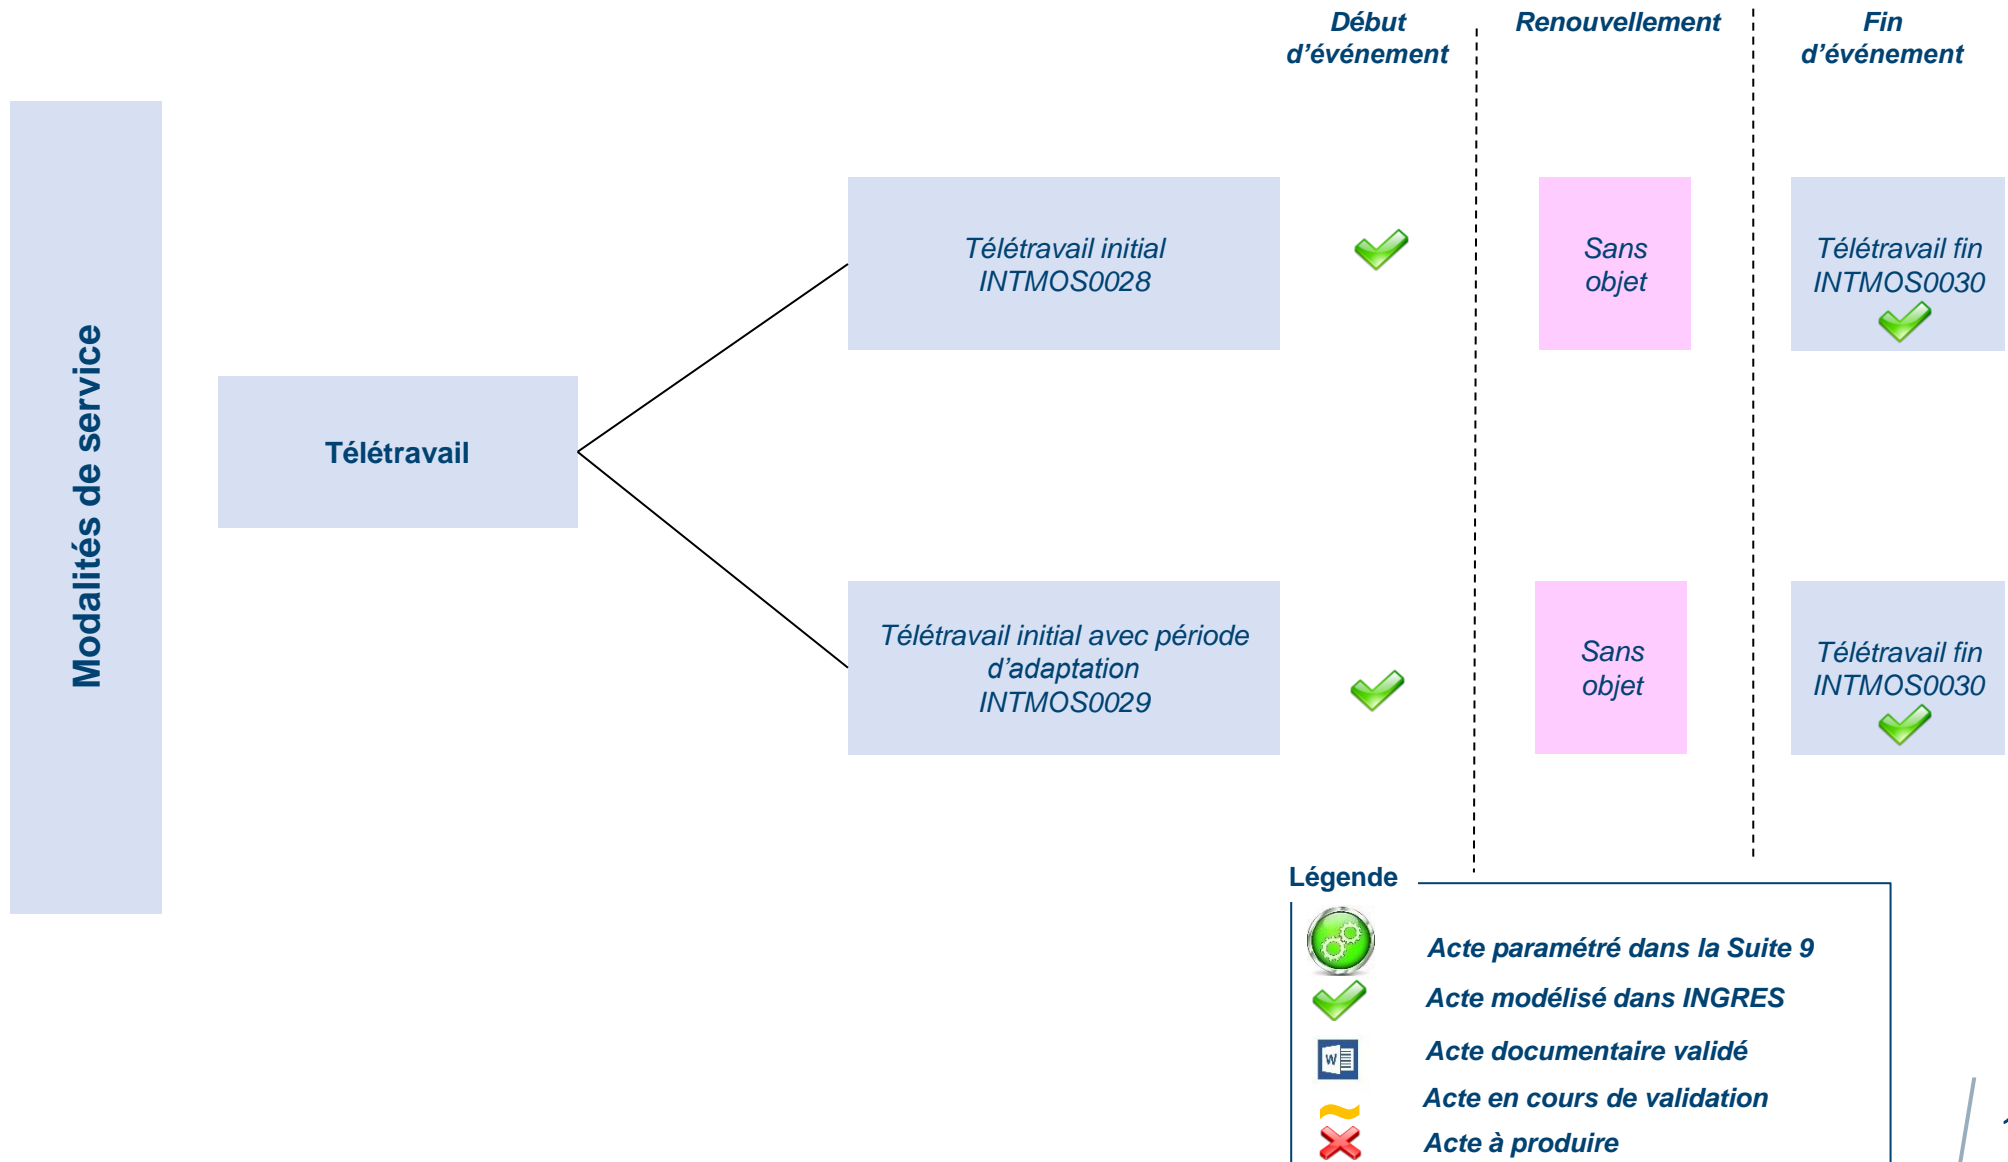 Début
d’événement
Renouvellement
Fin
d’événement
Modalités de service
Télétravail
Télétravail initial
INTMOS0028
Sans
objet
Télétravail fin
INTMOS0030
Télétravail initial avec période
d’adaptation
INTMOS0029
Sans
objet
Télétravail fin
INTMOS0030
Légende
Acte paramétré dans la Suite 9
Acte modélisé dans INGRES
W
Acte documentaire validé
Acte en cours de validation
Acte à produire